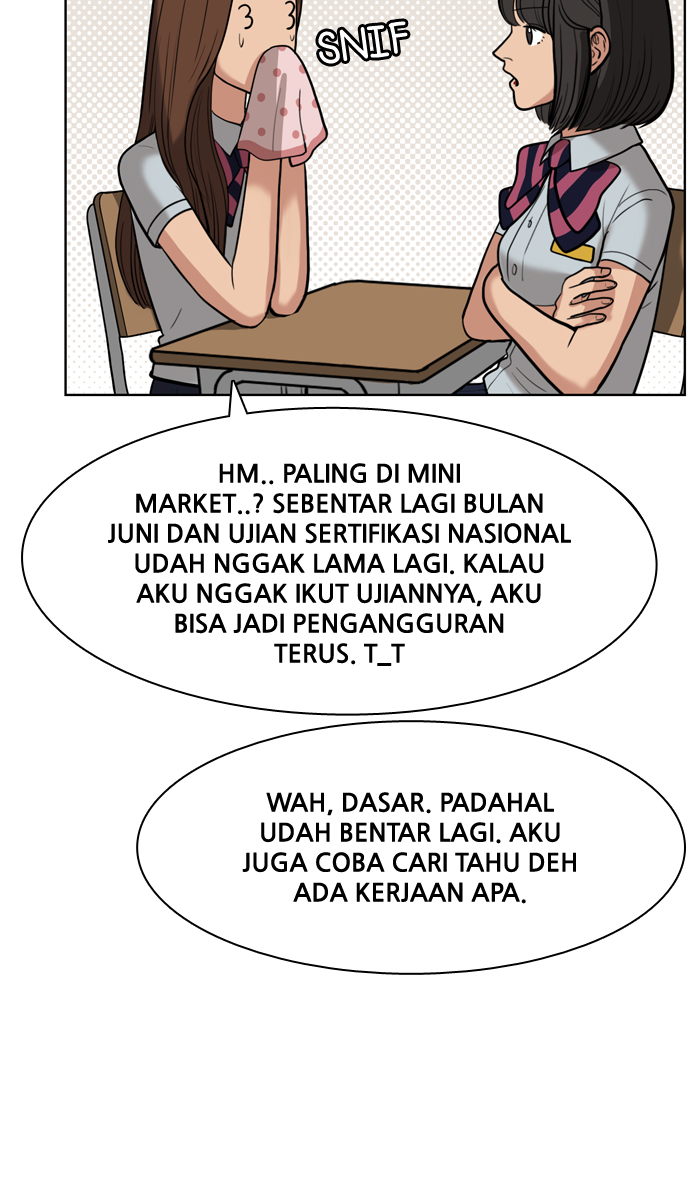 SNIF
HM.. PALING DI MINI
MARKET..? SEBENTAR LAGI BULAN
JUNI DAN UJIAN SERTIFIKASI NASIONAL
UDAH NGGAK LAMA LAGI. KALAU
AKU NGGAK IKUT UJIANNYA, AKU
BISA JADI PENGANGGURAN
TERUS. T_T
WAH, DASAR. PADAHAL
UDAH BENTAR LAGI. AKU
JUGA COBA CARI TAHU DEH
ADA KERJAAN APA.